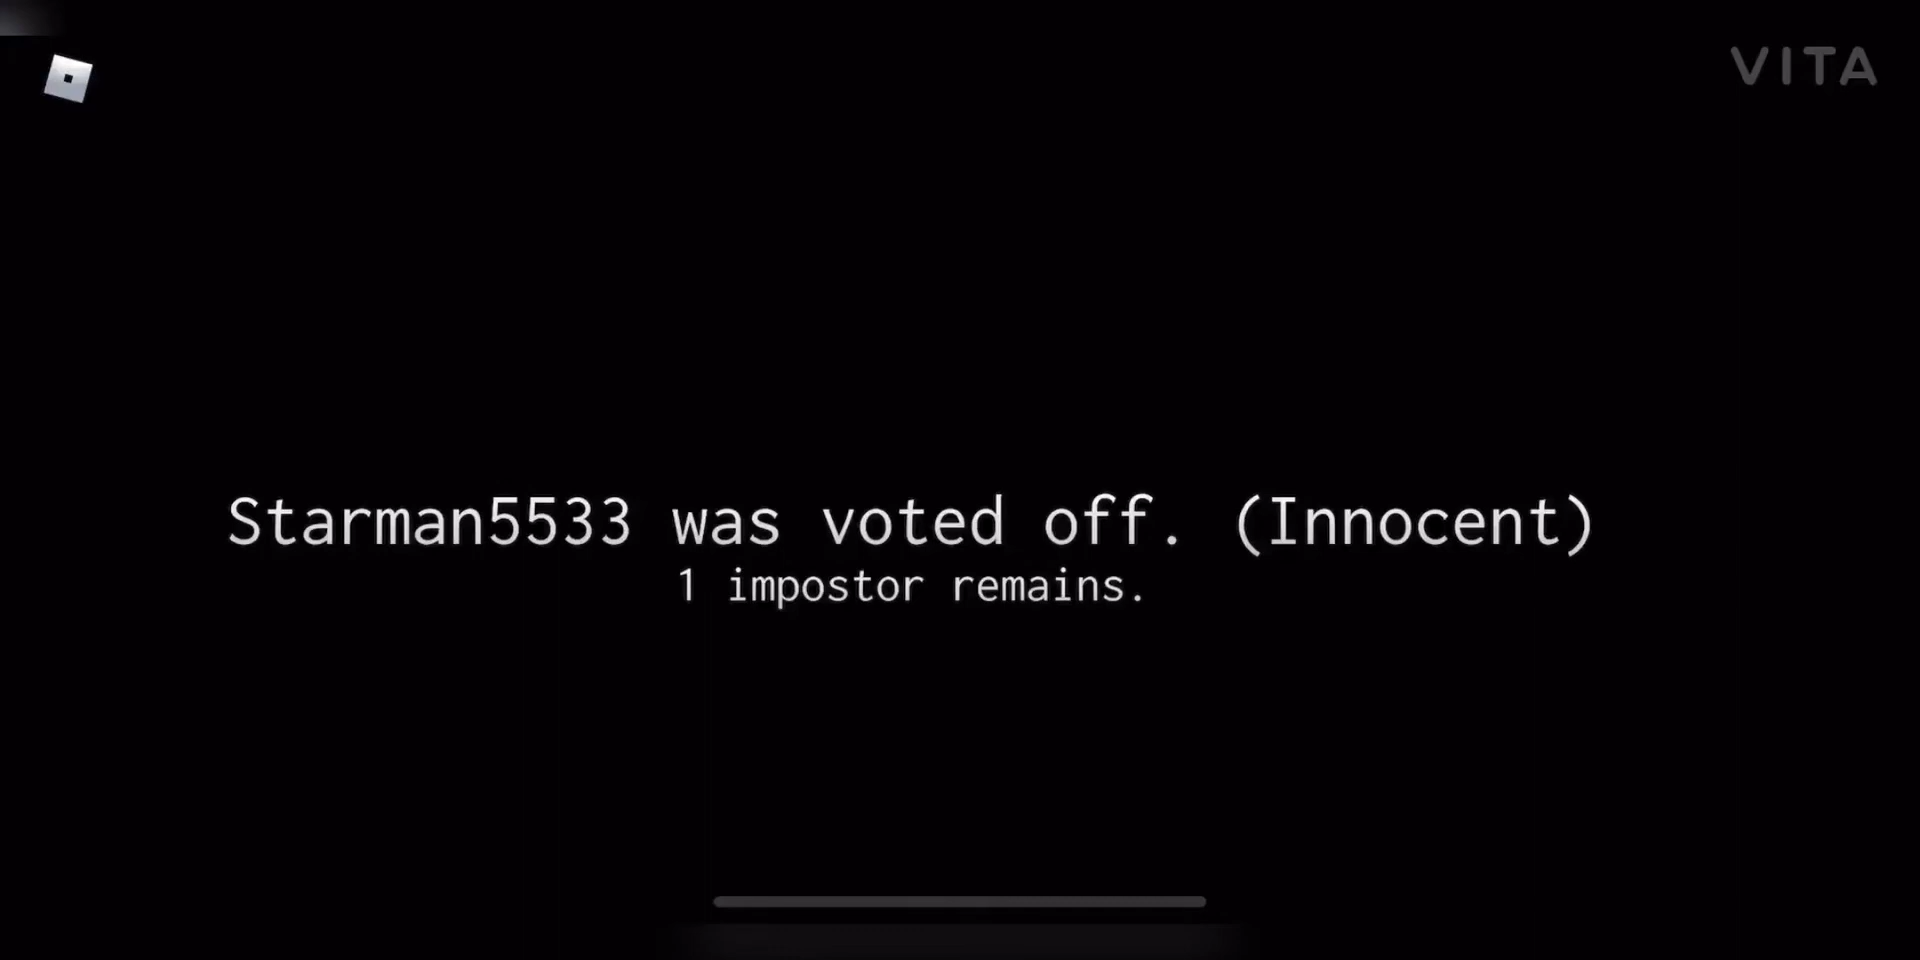 VITA
Starman5533 was voted off. (Innocent)
1 impostor remains.